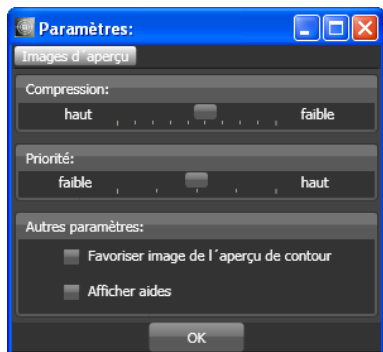 Paramètres:
Images d´aperçu
Compression:
haut faible
Priorité:
faible haut
Autres paramètres:
Favoriser image de l´aperçu de contour
Afficher aides
OK